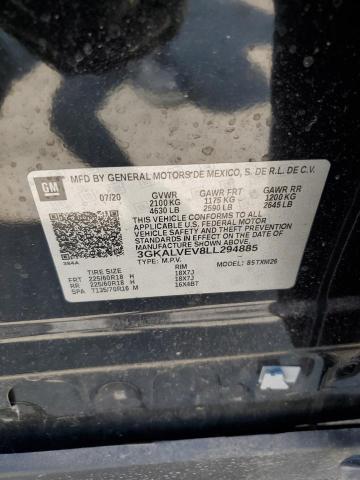 MFD BY GENERAL MOTORS DE MEXICO, S. DE R.L. DE C.V.
GM
07/20 GVWR GAWR FRT GAWR RR
2100 KG 1175 KG 1200 KG
4630 LB 2590 LB 2645 LB
THIS VEHICLE CONFORMS TO ALL APPLICABLE U.S. FEDERAL MOTOR VEHICLE SAFETY, BUMPER, AND THEFT PREVENTION STANDARDS IN EFFECT ON THE DATE OF MANUFACTURE SHOWN ABOVE.
3GKALVEV8LL294885
TYPE: M.P.V. MODEL: 85TXM26
384A
TIRE SIZE RIM
FRT 225/60R18 H 18X7J
RR 225/60R18 H 18X7J
SPA T135/70R16 M 16X4BT